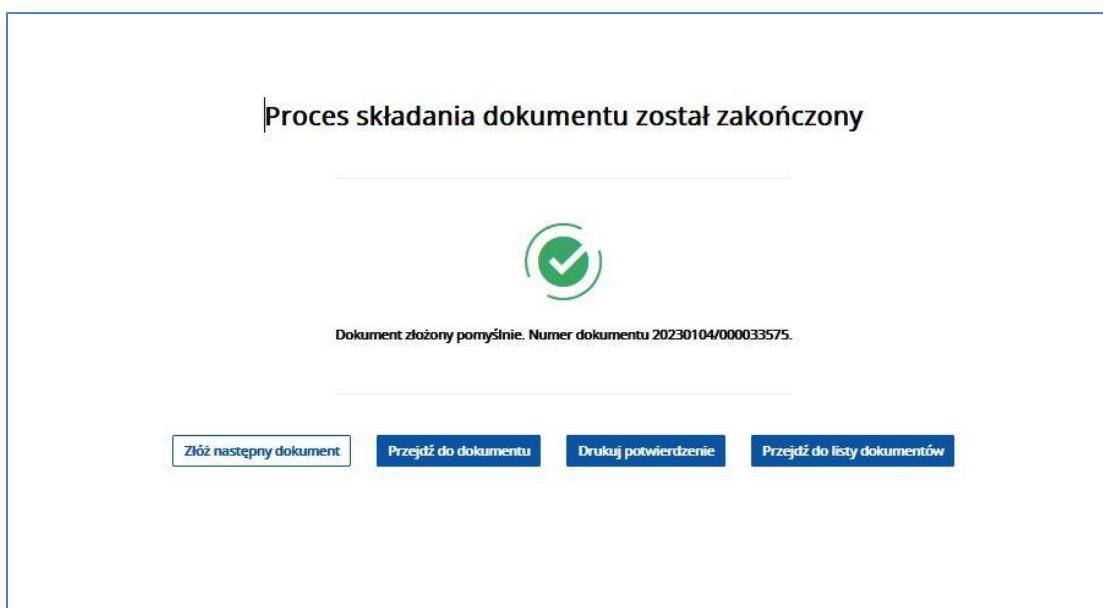 Proces składania dokumentu został zakończony
Dokument złożony pomyślnie. Numer dokumentu 20230104/000033575.
Złóż następny dokument
Przejdź do dokumentu
Drukuj potwierdzenie
Przejdź do listy dokumentów